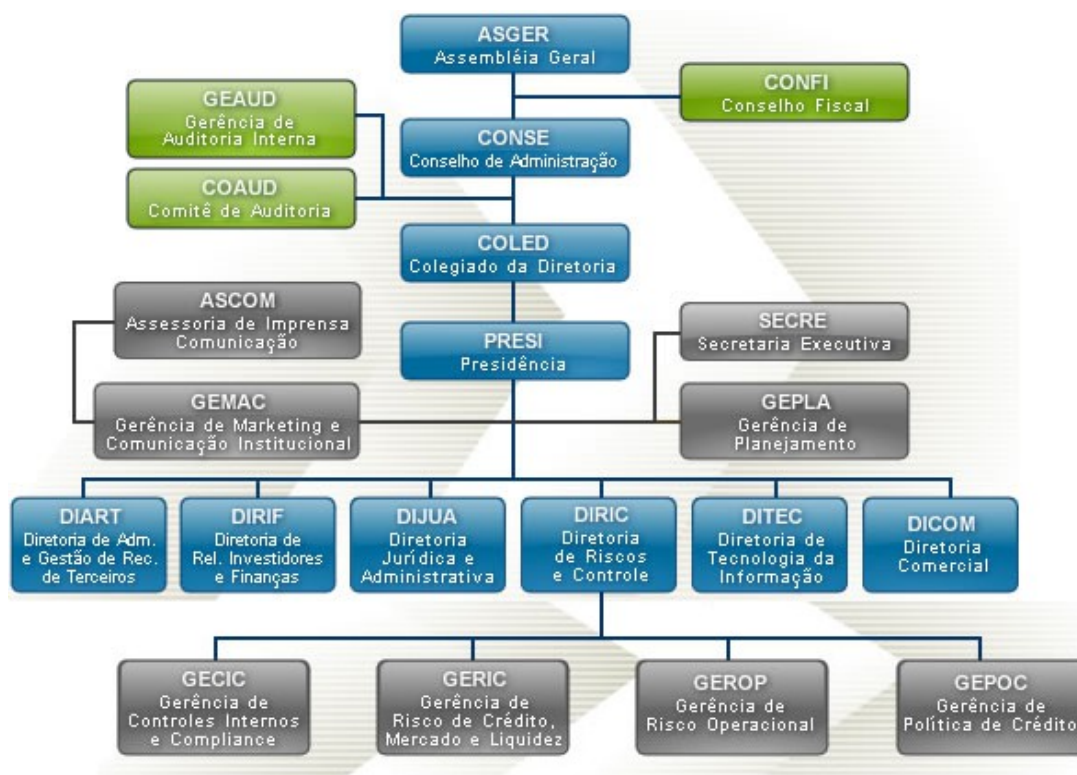 ASGER
Assembléia Geral
CONFI
Conselho Fiscal
GEAUD
Gerência de
Auditoria Interna
CONSE
Conselho de Administração
COAUD
Comitê de Auditoria
COLED
Colegiado da Diretoria
ASCOM
Assessoria de Imprensa
Comunicação
SECRE
Secretaria Executiva
PRESI
Presidência
GEMAC
Gerência de Marketing e
Comunicação Institucional
GEPLA
Gerência de
Planejamento
DIART
Diretoria de Adm.
e Gestão de Rec.
de Terceiros
DIRIF
Diretoria de
Rel. Investidores
e Finanças
DIJUA
Diretoria
Jurídica e
Administrativa
DIRIC
Diretoria
de Riscos
e Controle
DITEC
Diretoria de
Tecnologia da
Informação
DICOM
Diretoria
Comercial
GECIC
Gerência de
Controles Internos
e Compliance
GERIC
Gerência de
Risco de Crédito,
Mercado e Liquidez
GEROP
Gerência de
Risco Operacional
GEPOC
Gerência de
Política de Crédito